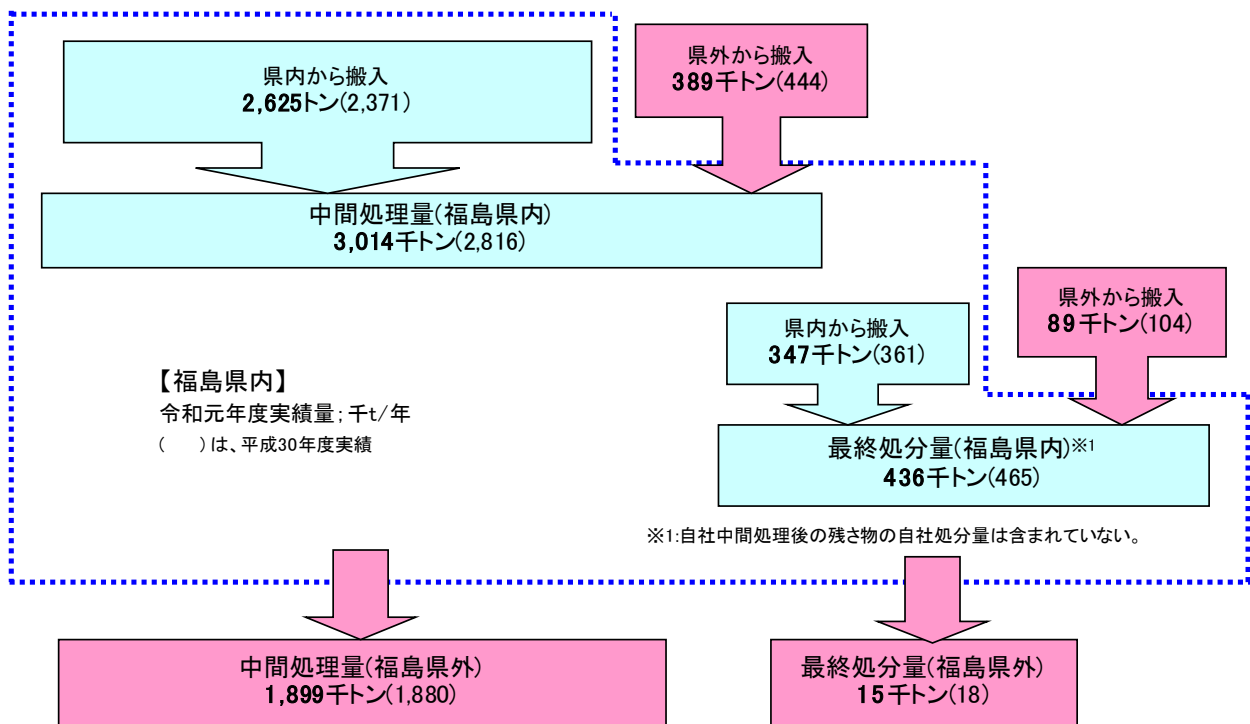 県内から搬入
2,625トン(2,371)
県外から搬入
389千トン(444)
中間処理量(福島県内)
3,014千トン(2,816)
県外から搬入
89千トン(104)
県内から搬入
347千トン(361)
【福島県内】
令和元年度実績量;千t/年
(　　)は、平成30年度実績
最終処分量(福島県内)※1
436千トン(465)
※1:自社中間処理後の残さ物の自社処分量は含まれていない。
中間処理量(福島県外)
1,899千トン(1,880)
最終処分量(福島県外)
15千トン(18)